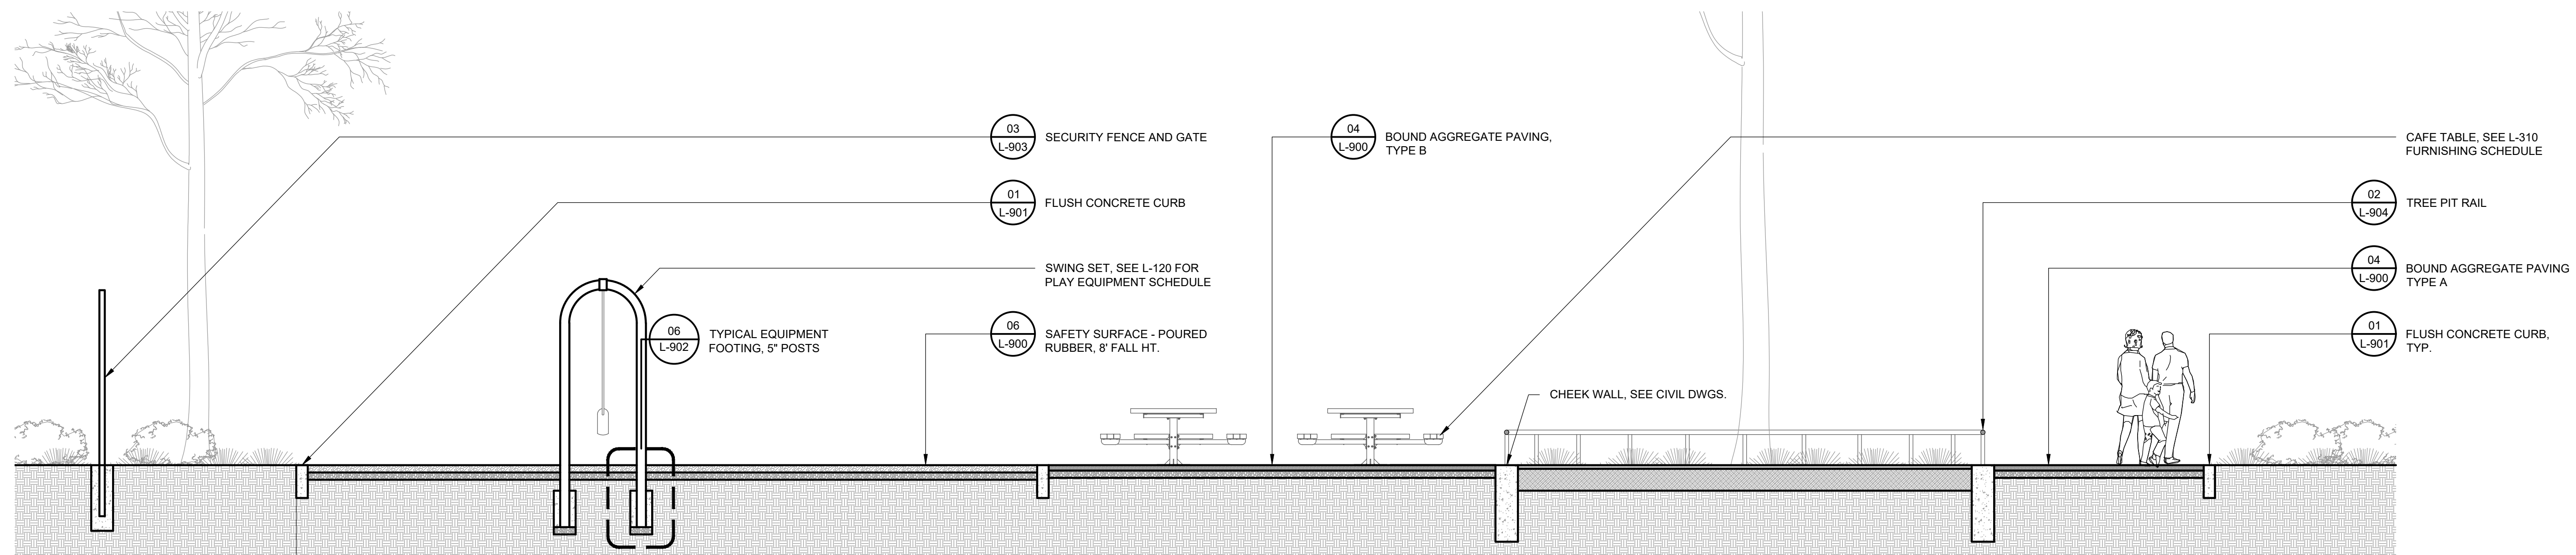 03
L-903
SECURITY FENCE AND GATE
01
L-901
FLUSH CONCRETE CURB
SWING SET, SEE L-120 FOR
PLAY EQUIPMENT SCHEDULE
06
L-902
TYPICAL EQUIPMENT
FOOTING, 5" POSTS
06
L-900
SAFETY SURFACE - POURED
RUBBER, 8' FALL HT.
04
L-900
BOUND AGGREGATE PAVING,
TYPE B
CHEEK WALL, SEE CIVIL DWGS.
CAFE TABLE, SEE L-310
FURNISHING SCHEDULE
02
L-904
TREE PIT RAIL
04
L-900
BOUND AGGREGATE PAVING
TYPE A
01
L-901
FLUSH CONCRETE CURB,
TYP.